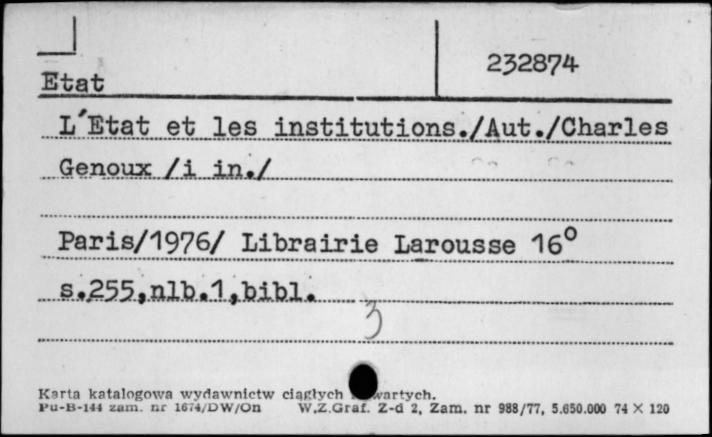 232874
Etat
L'Etat et les institutions./Aut./Charles
Genoux /i in./
Paris/1976/ Librairie Larousse 16°
s.255,nlb.1,bibl.
3
Karta katalogowa wydawnictw ciągłych wartych.
Pu-B-144 zam. nr 1674/DW/On W.Z.Graf. Z-d 2, Zam. nr 988/77, 5.650.000 74 × 120